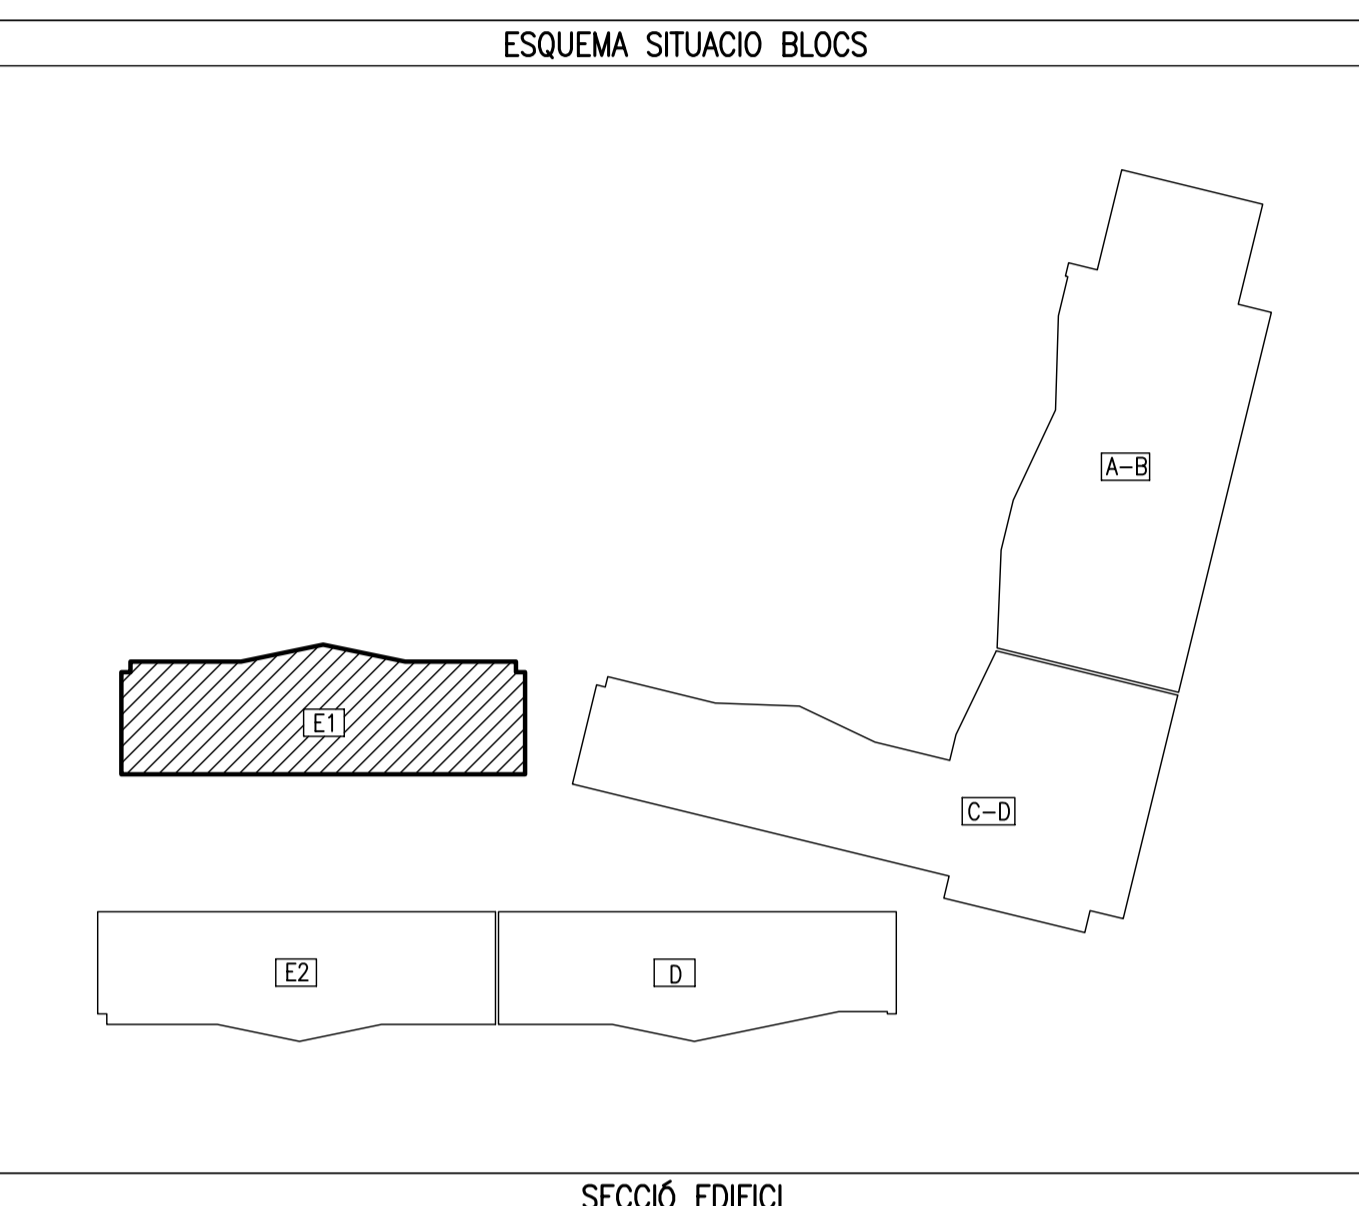 ESQUEMA SITUACIO BLOCS
A-B
E1
C-D
E2
D
SECCIÓ EDIFICI